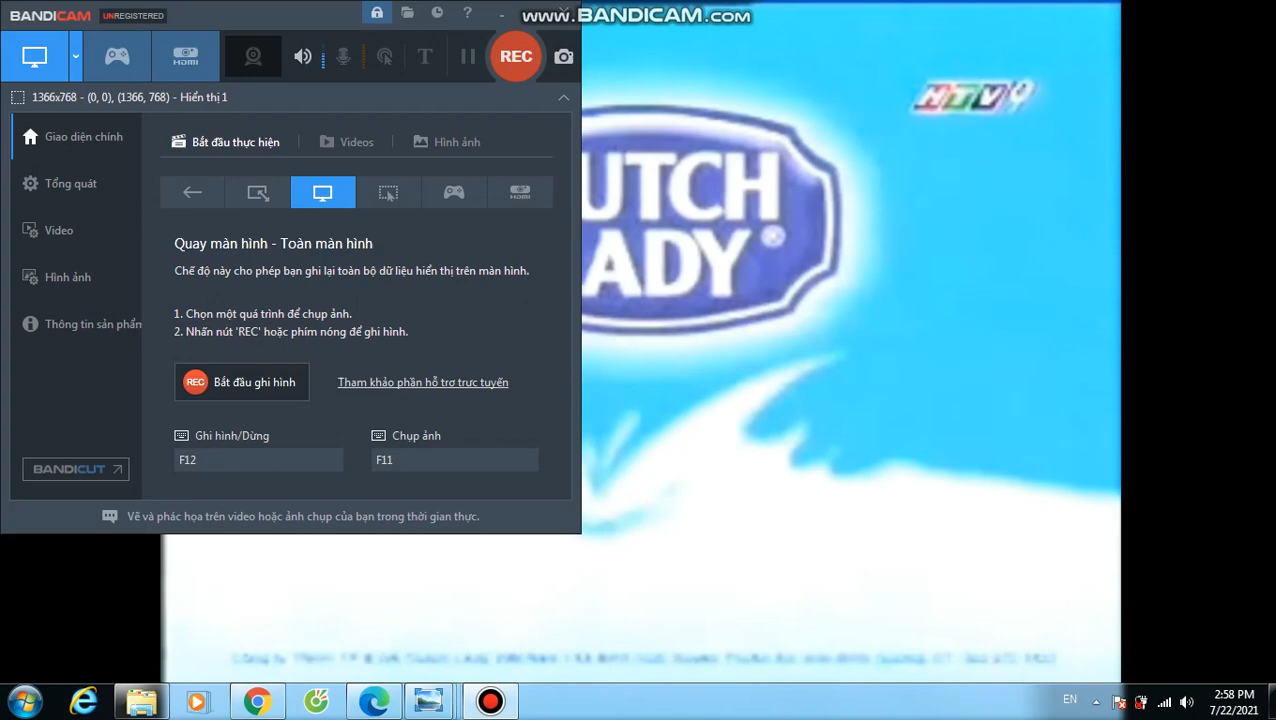 BANDICAM UNREGISTERED
www.BANDICAM.com
HDMI
T
REC
1366x768 - (0, 0), (1366, 768) - Hiển thị 1
Giao diện chính
Tổng quát
Video
Hình ảnh
Thông tin sản phẩn
BANDICUT
Bắt đầu thực hiện
Videos
Hình ảnh
HDMI
Quay màn hình - Toàn màn hình
Chế độ này cho phép bạn ghi lại toàn bộ dữ liệu hiển thị trên màn hình.
1. Chọn một quá trình để chụp ảnh.
2. Nhấn nút 'REC' hoặc phím nóng để ghi hình.
REC Bắt đầu ghi hình
Tham khảo phần hỗ trợ trực tuyến
Ghi hình/Dừng
Chụp ảnh
F12
F11
Vẽ và phác họa trên video hoặc ảnh chụp của bạn trong thời gian thực.
HTV9
UTCH
ADY®
EN
2:58 PM
7/22/2021